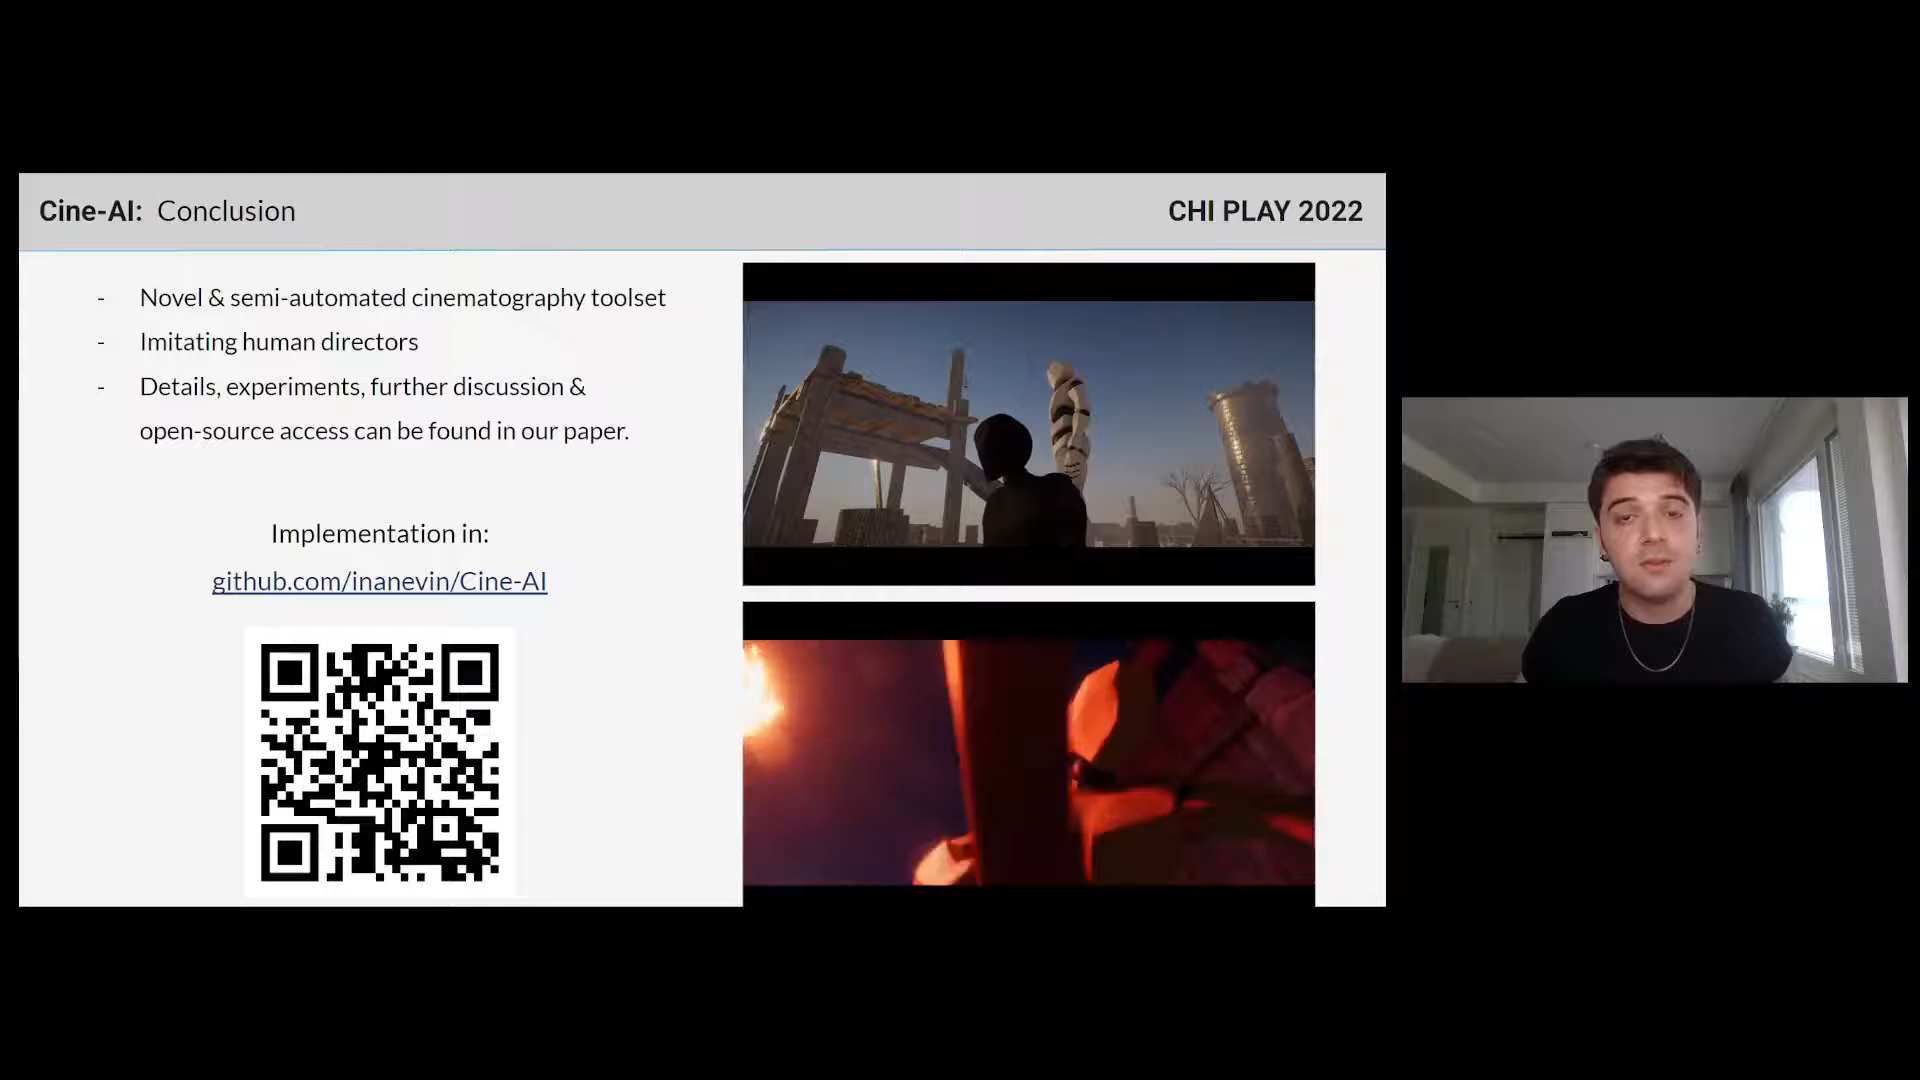 Cine-AI: Conclusion
CHI PLAY 2022
- Novel & semi-automated cinematography toolset
- Imitating human directors
- Details, experiments, further discussion &
open-source access can be found in our paper.
Implementation in:
github.com/inanevin/Cine-AI